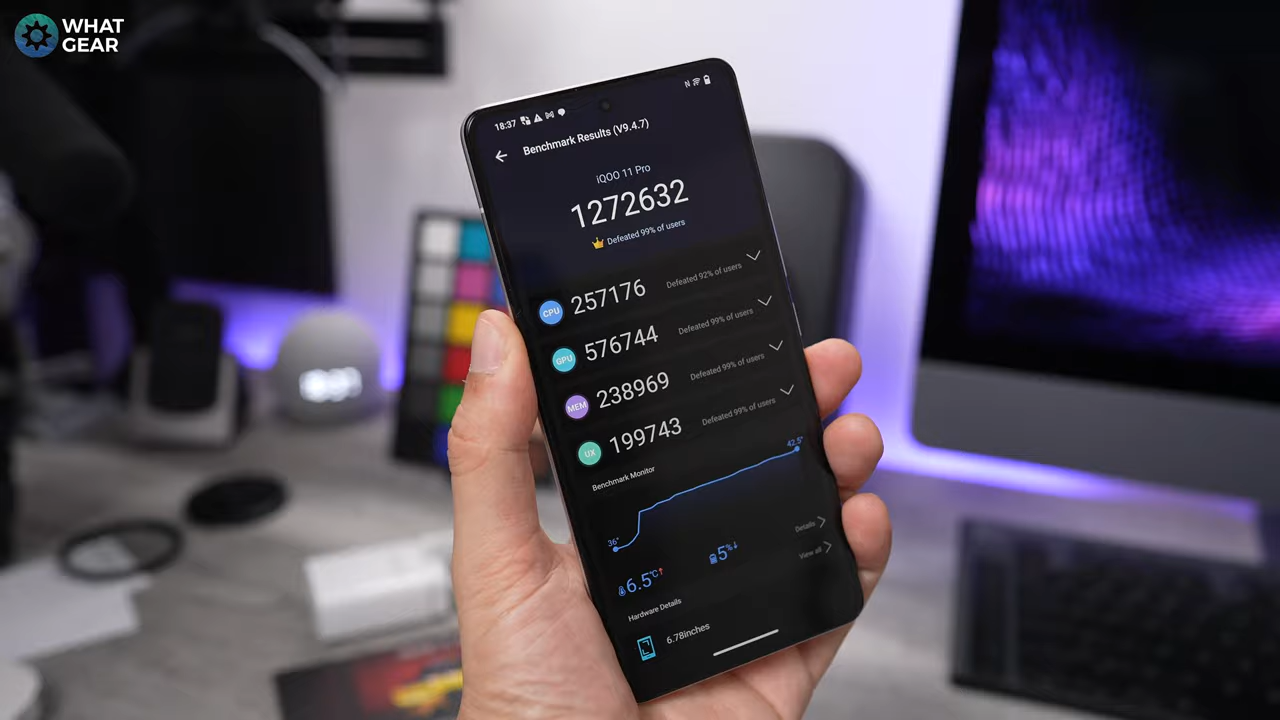 WHAT
GEAR
18:37
Benchmark Results (V9.4.7)
iQOO 11 Pro
1272632
Defeated 99% of users
CPU 257176 Defeated 92% of users
GPU 576744 Defeated 99% of users
MEM 238969 Defeated 99% of users
UX 199743 Defeated 99% of users
Benchmark Monitor
42.5°
36°
6.5°C↑ 5%↓
Details
View all
Hardware Details
6.78inches